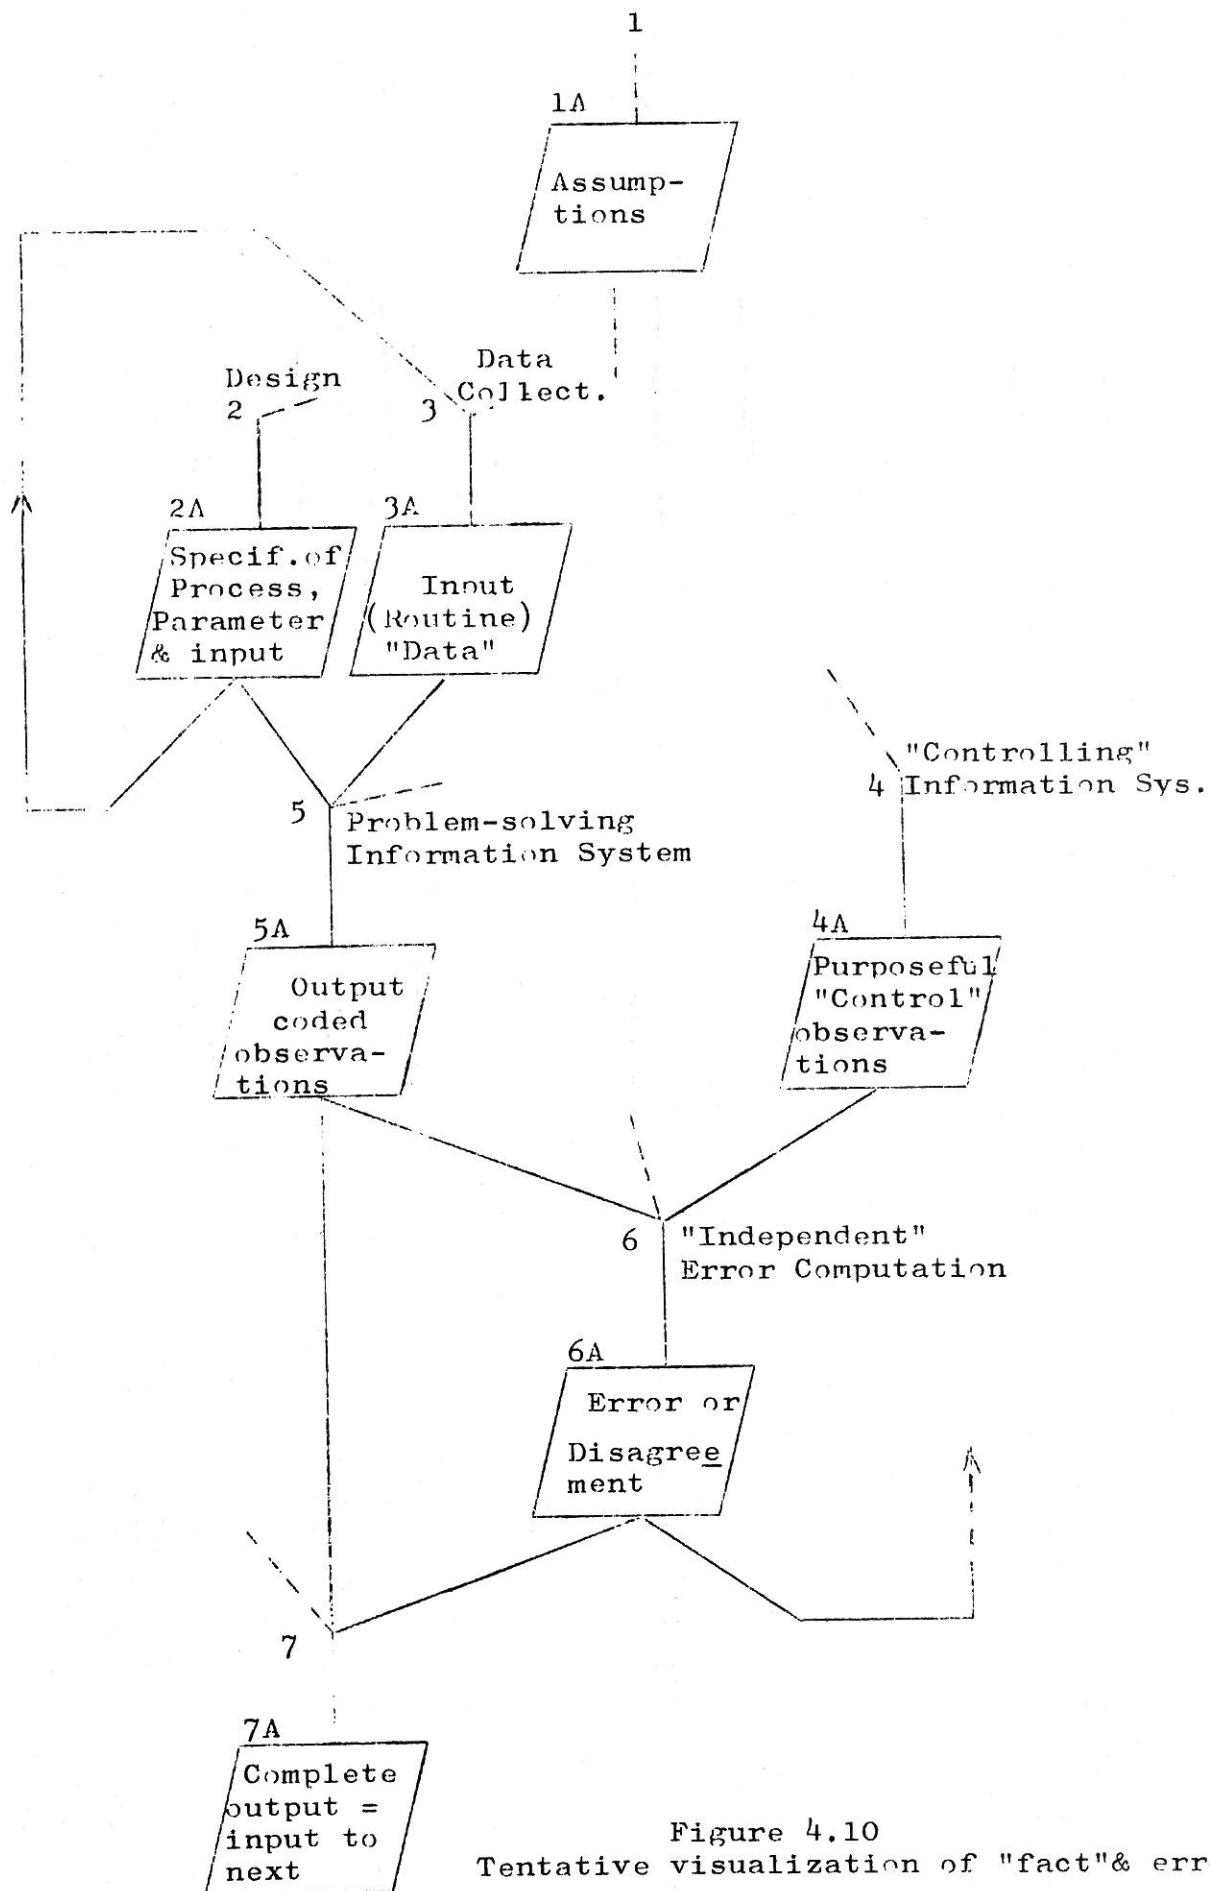 1
1A
Assump-
tions
Data
Collect.
3
Design
2
2A
Specif.of
Process,
Parameter
& input
3A
Input
(Routine)
"Data"
"Controlling"
4 Information Sys.
5
Problem-solving
Information System
5A
Output
coded
observa-
tions
4A
Purposeful
"Control"
observa-
tions
6
"Independent"
Error Computation
6A
Error or
Disagree
ment
7
7A
Complete
output =
input to
next
Figure 4.10
Tentative visualization of "fact"& err